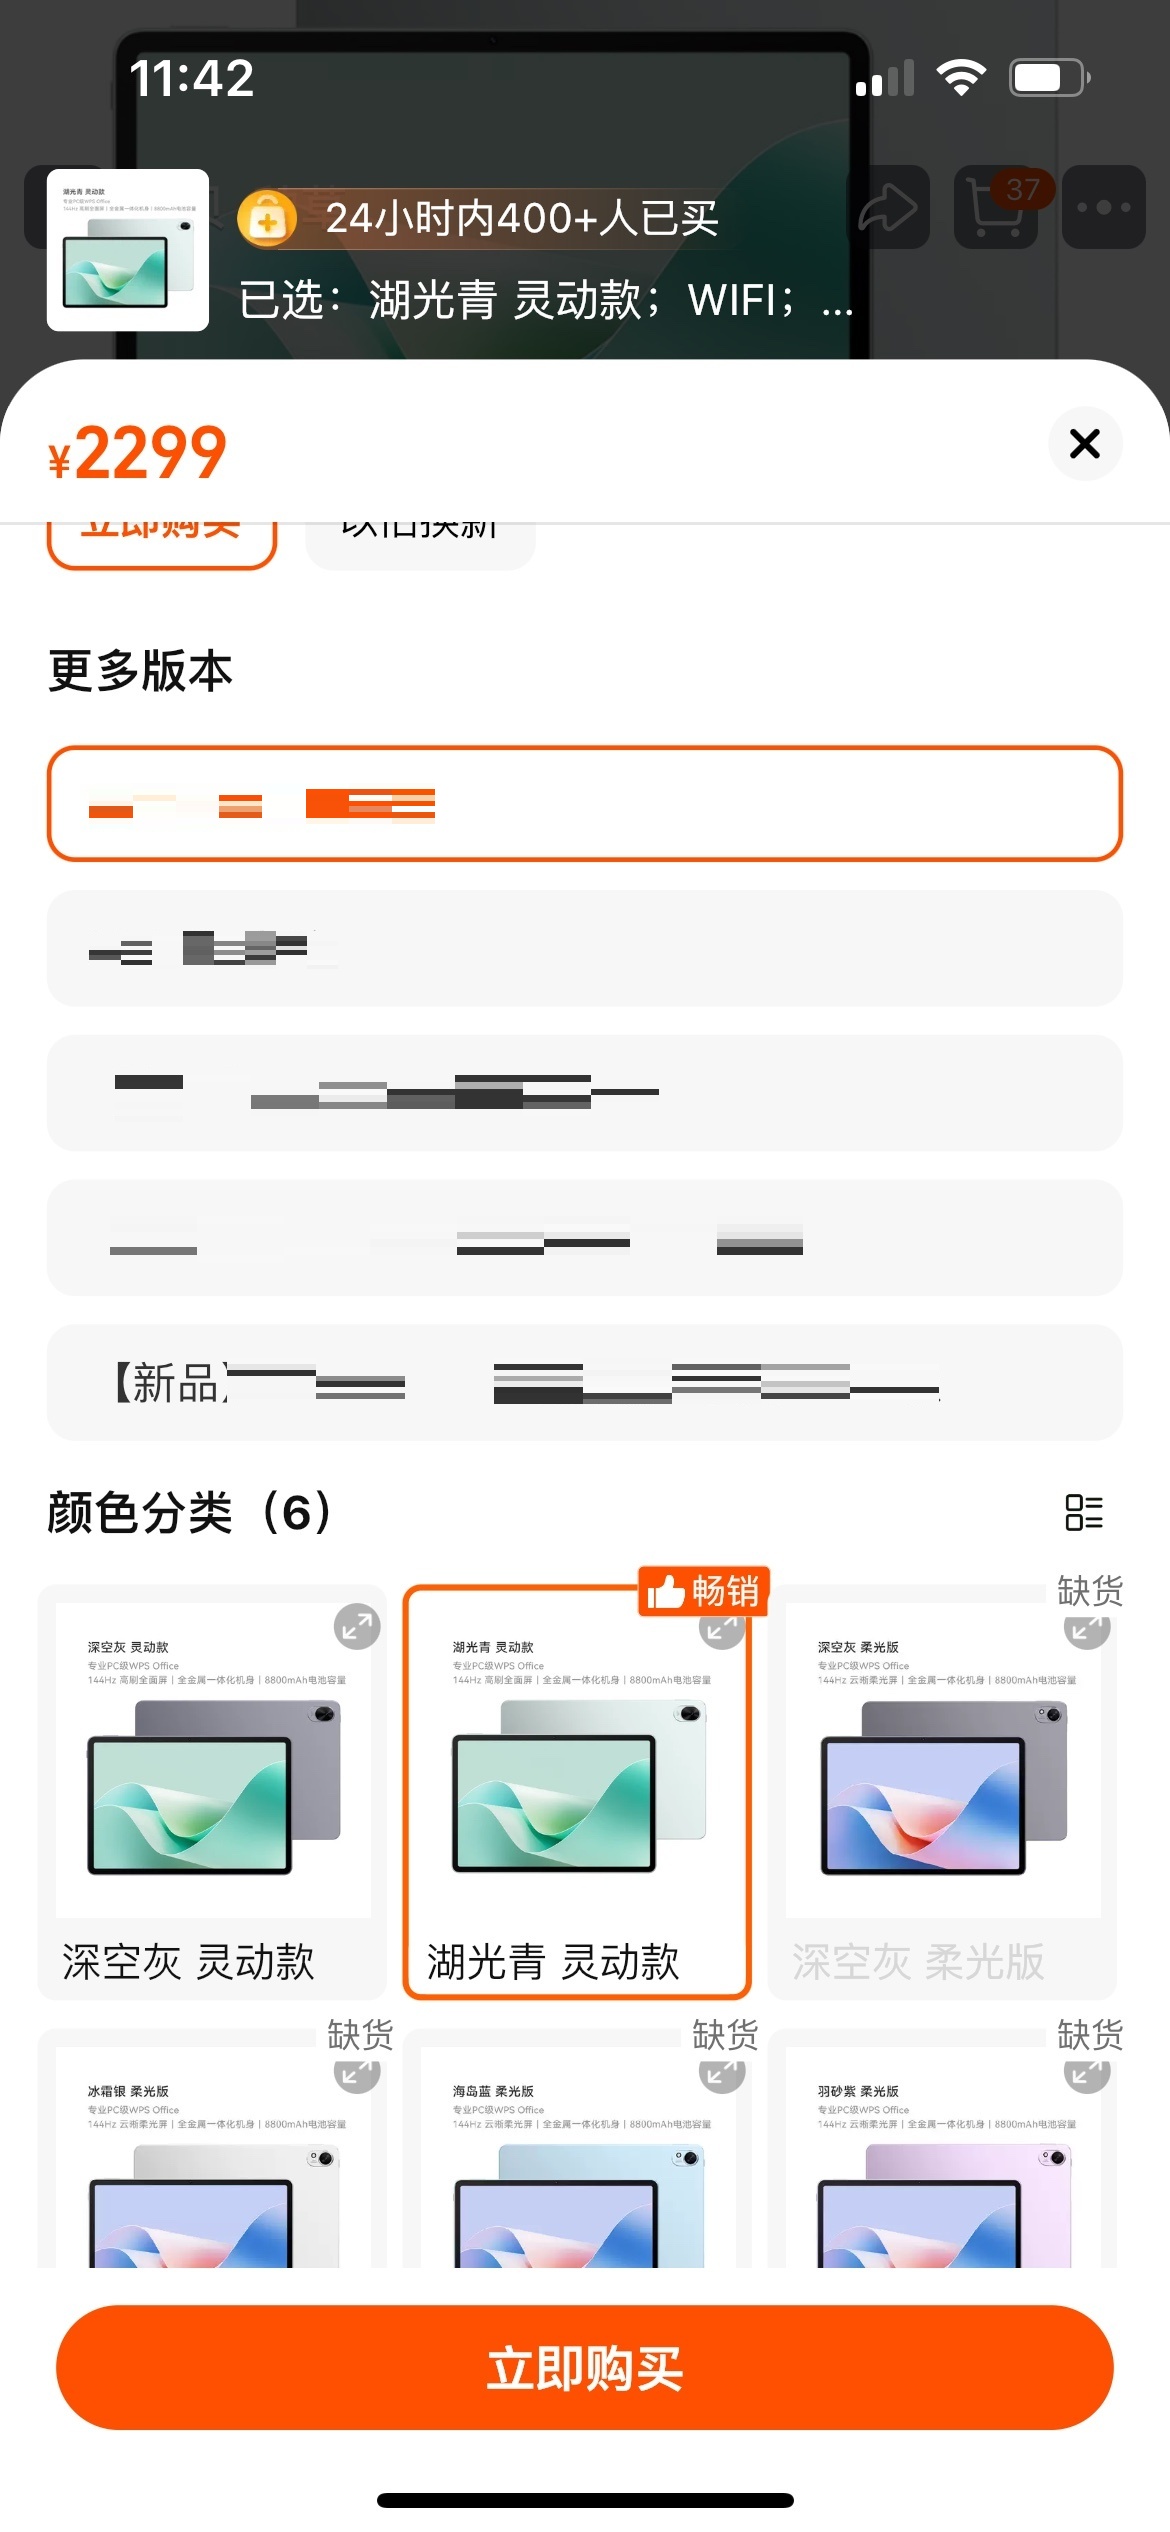 11:42
37
湖光青 灵动款
专业PC级WPS Office
144Hz 高刷全面屏 | 全金属一体化机身 | 8800mAh电池容量
24小时内400+人已买
已选：湖光青 灵动款；WIFI；...
¥2299
立即购买 以旧换新
更多版本
【新品】
颜色分类（6）
畅销
缺货
深空灰 灵动款
专业PC级WPS Office
144Hz 高刷全面屏 | 全金属一体化机身 | 8800mAh电池容量
湖光青 灵动款
专业PC级WPS Office
144Hz 高刷全面屏 | 全金属一体化机身 | 8800mAh电池容量
深空灰 柔光版
专业PC级WPS Office
144Hz 云晰柔光屏 | 全金属一体化机身 | 8800mAh电池容量
深空灰 灵动款
湖光青 灵动款
深空灰 柔光版
缺货
缺货
缺货
冰霜银 柔光版
专业PC级WPS Office
144Hz 云晰柔光屏 | 全金属一体化机身 | 8800mAh电池容量
海岛蓝 柔光版
专业PC级WPS Office
144Hz 云晰柔光屏 | 全金属一体化机身 | 8800mAh电池容量
羽砂紫 柔光版
专业PC级WPS Office
144Hz 云晰柔光屏 | 全金属一体化机身 | 8800mAh电池容量
立即购买